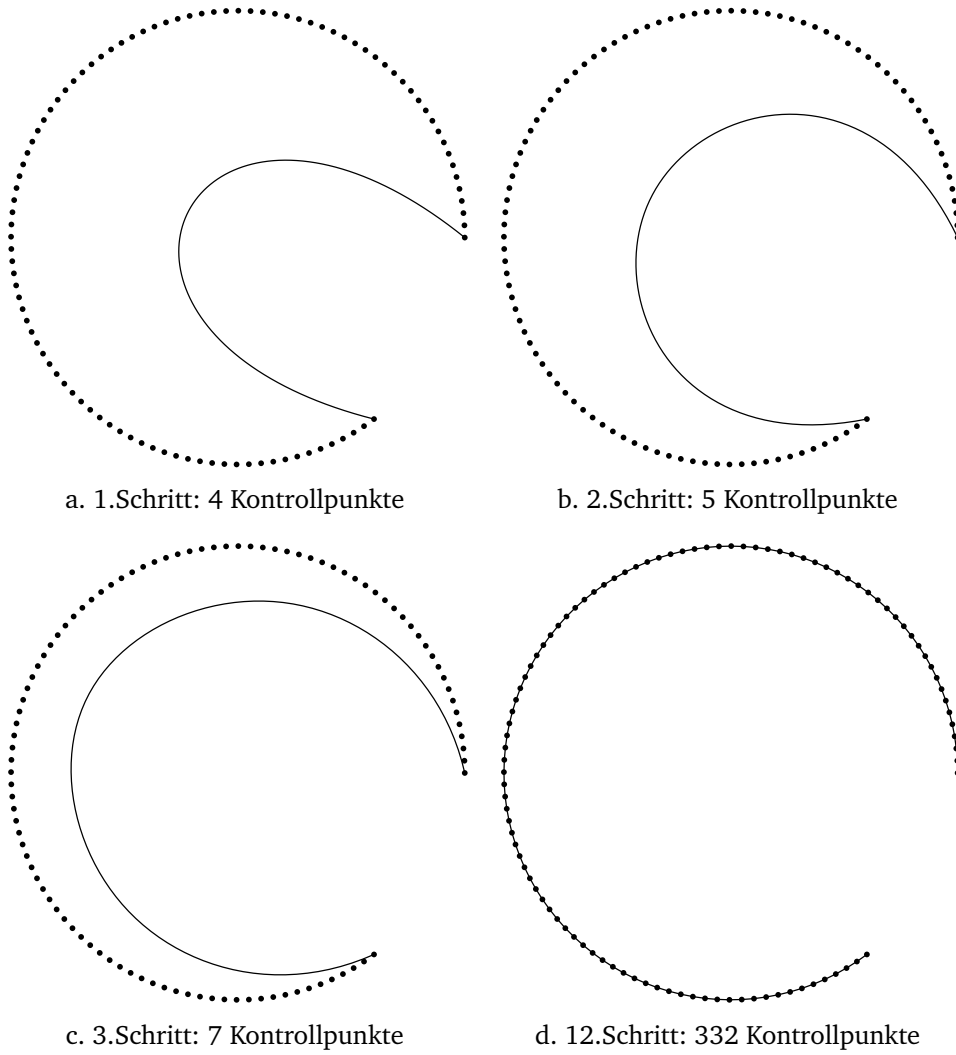 a. 1.Schritt: 4 Kontrollpunkte
b. 2.Schritt: 5 Kontrollpunkte
c. 3.Schritt: 7 Kontrollpunkte
d. 12.Schritt: 332 Kontrollpunkte